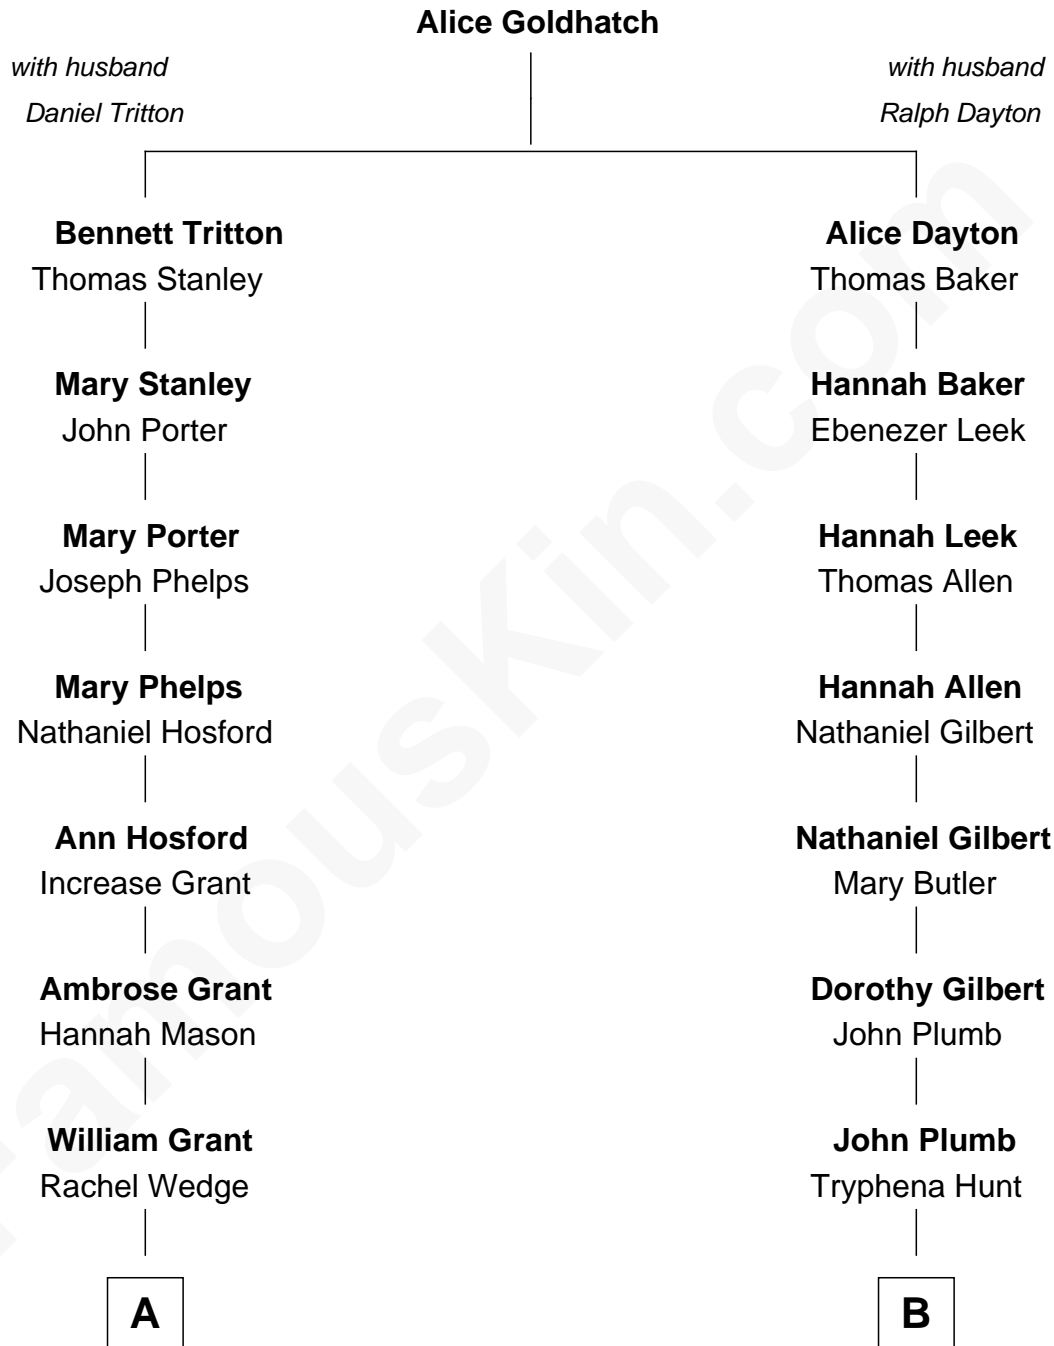 Alice Goldhatch
with husband
Daniel Tritton
with husband
Ralph Dayton
Bennett Tritton
Thomas Stanley
Alice Dayton
Thomas Baker
Mary Stanley
John Porter
Hannah Baker
Ebenezer Leek
Mary Porter
Joseph Phelps
Hannah Leek
Thomas Allen
Mary Phelps
Nathaniel Hosford
Hannah Allen
Nathaniel Gilbert
Ann Hosford
Increase Grant
Nathaniel Gilbert
Mary Butler
Ambrose Grant
Hannah Mason
Dorothy Gilbert
John Plumb
William Grant
Rachel Wedge
John Plumb
Tryphena Hunt
A
B
FamousKin.com